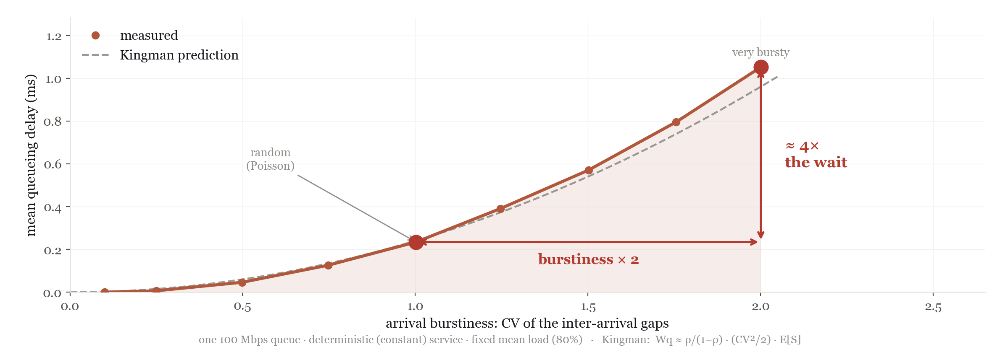 measured
Kingman prediction
1.2
1.0
0.8
0.6
0.4
0.2
0.0
mean queueing delay (ms)
very bursty
random
(Poisson)
≈ 4×
the wait
burstiness × 2
0.0
0.5
1.0
1.5
2.0
2.5
arrival burstiness: CV of the inter-arrival gaps
one 100 Mbps queue · deterministic (constant) service · fixed mean load (80%) · Kingman: Wq ≈ ρ/(1−ρ) · (CV²/2) · E[S]